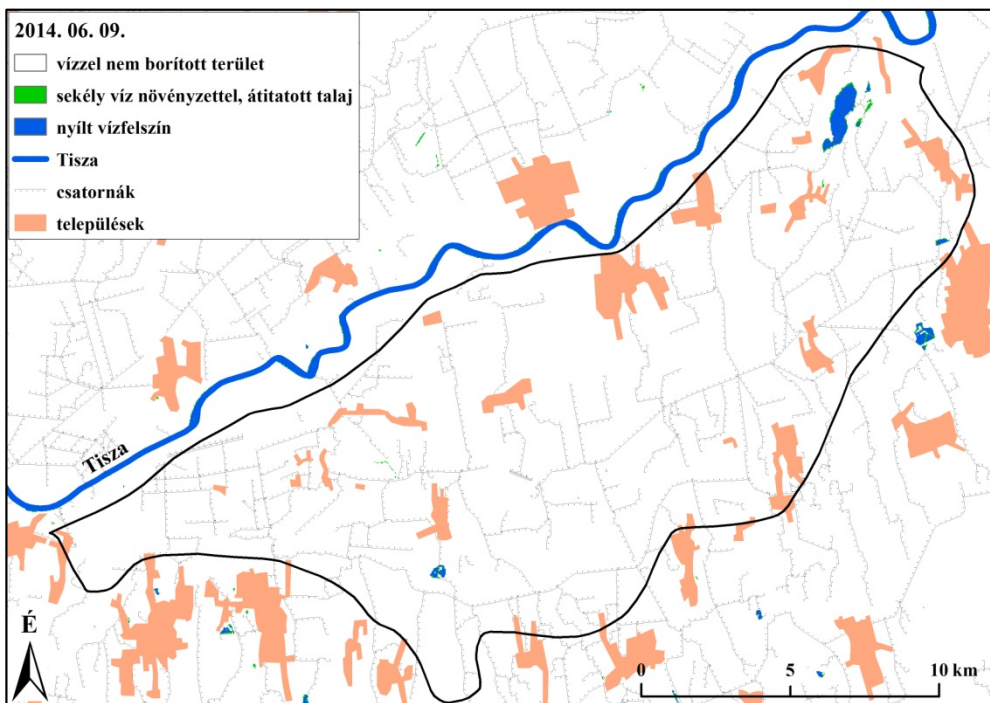 2014. 06. 09.
vízzel nem borított terület
sekély víz növényzettel, átitatott talaj
nyílt vízfelszín
Tisza
csatornák
települések
Tisza
É
0 5 10 km